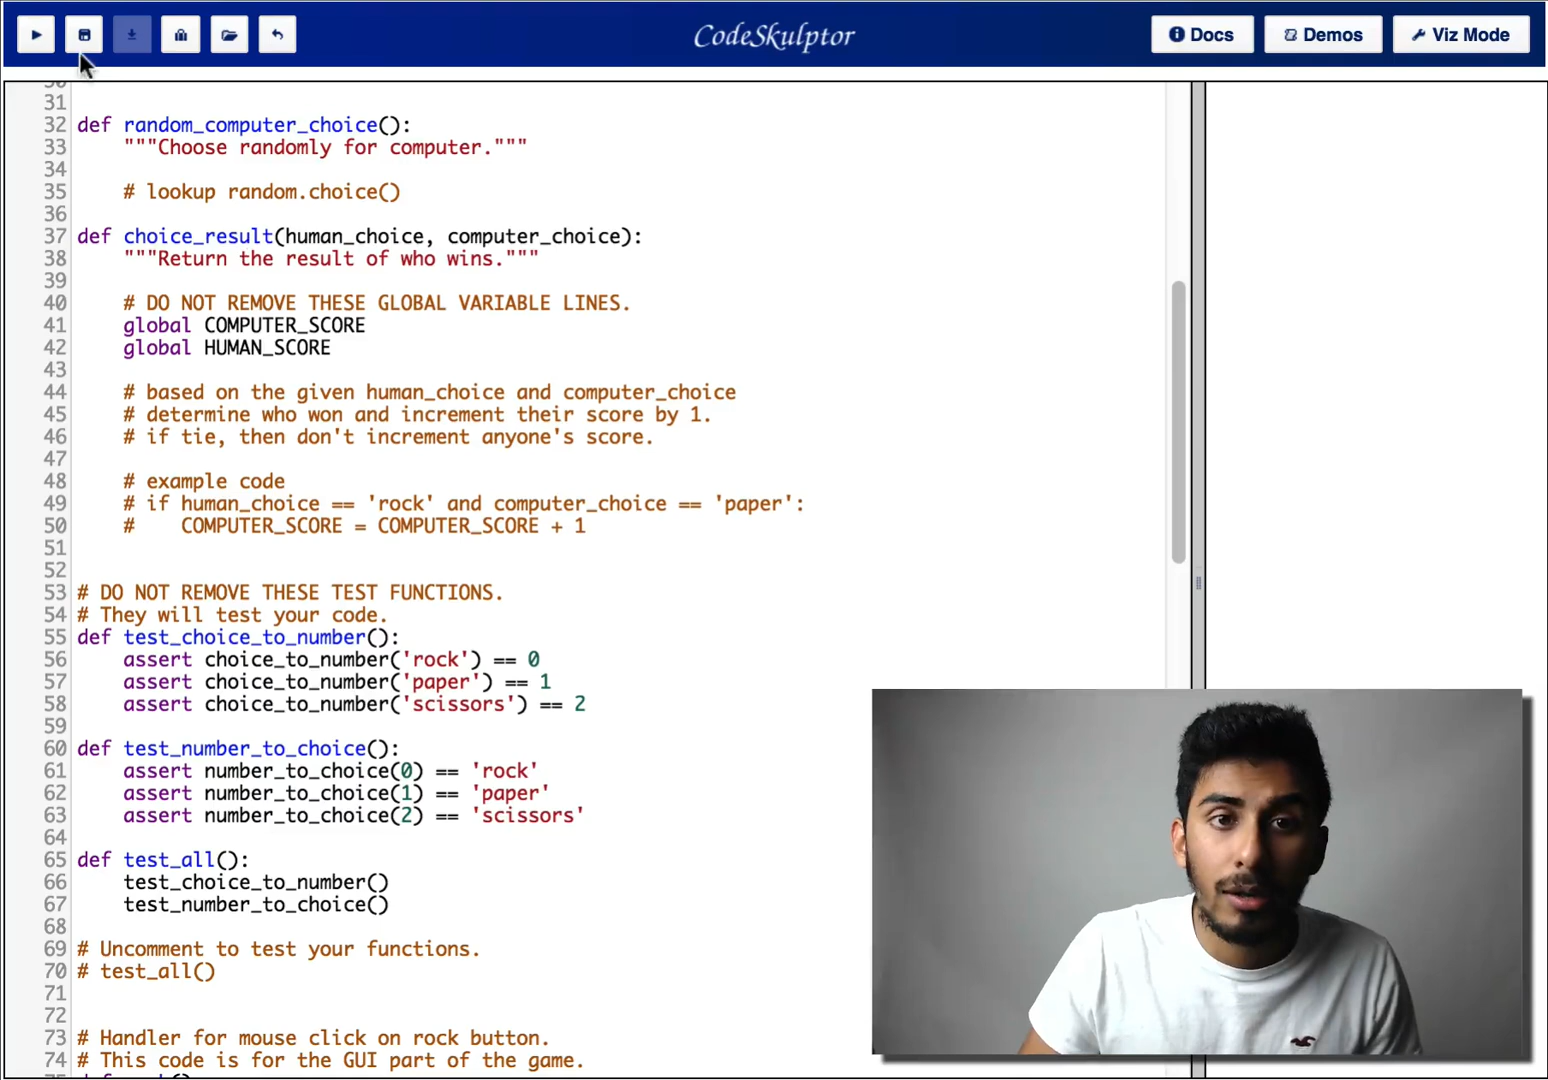 CodeSkulptor
Docs
Demos
Viz Mode
30
31
32 def random_computer_choice():
33 """Choose randomly for computer."""
34
35 # lookup random.choice()
36
37 def choice_result(human_choice, computer_choice):
38 """Return the result of who wins."""
39
40 # DO NOT REMOVE THESE GLOBAL VARIABLE LINES.
41 global COMPUTER_SCORE
42 global HUMAN_SCORE
43
44 # based on the given human_choice and computer_choice
45 # determine who won and increment their score by 1.
46 # if tie, then don't increment anyone's score.
47
48 # example code
49 # if human_choice == 'rock' and computer_choice == 'paper':
50 #    COMPUTER_SCORE = COMPUTER_SCORE + 1
51
52
53 # DO NOT REMOVE THESE TEST FUNCTIONS.
54 # They will test your code.
55 def test_choice_to_number():
56 assert choice_to_number('rock') == 0
57 assert choice_to_number('paper') == 1
58 assert choice_to_number('scissors') == 2
59
60 def test_number_to_choice():
61 assert number_to_choice(0) == 'rock'
62 assert number_to_choice(1) == 'paper'
63 assert number_to_choice(2) == 'scissors'
64
65 def test_all():
66 test_choice_to_number()
67 test_number_to_choice()
68
69 # Uncomment to test your functions.
70 # test_all()
71
72
73 # Handler for mouse click on rock button.
74 # This code is for the GUI part of the game.